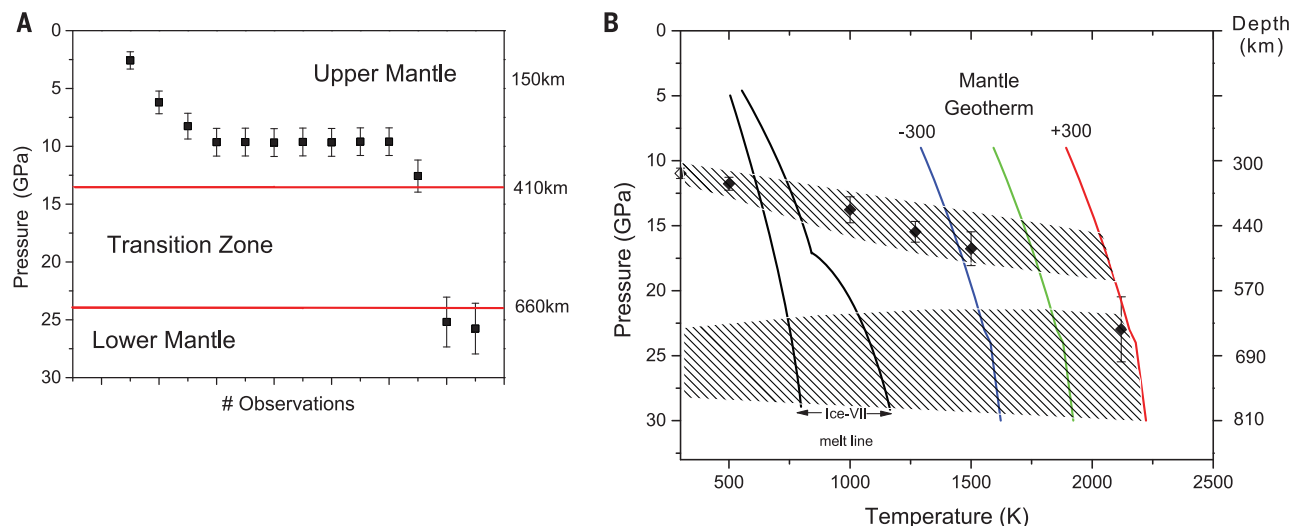 A
0
5
10
15
20
25
30
Pressure (GPa)
Upper Mantle
Transition Zone
Lower Mantle
150km
410km
660km
# Observations
B
0
5
10
15
20
25
30
Pressure (GPa)
Mantle
Geotherm
-300
+300
Ice-VII
melt line
Depth
(km)
300
440
570
690
810
500
1000
1500
2000
2500
Temperature (K)